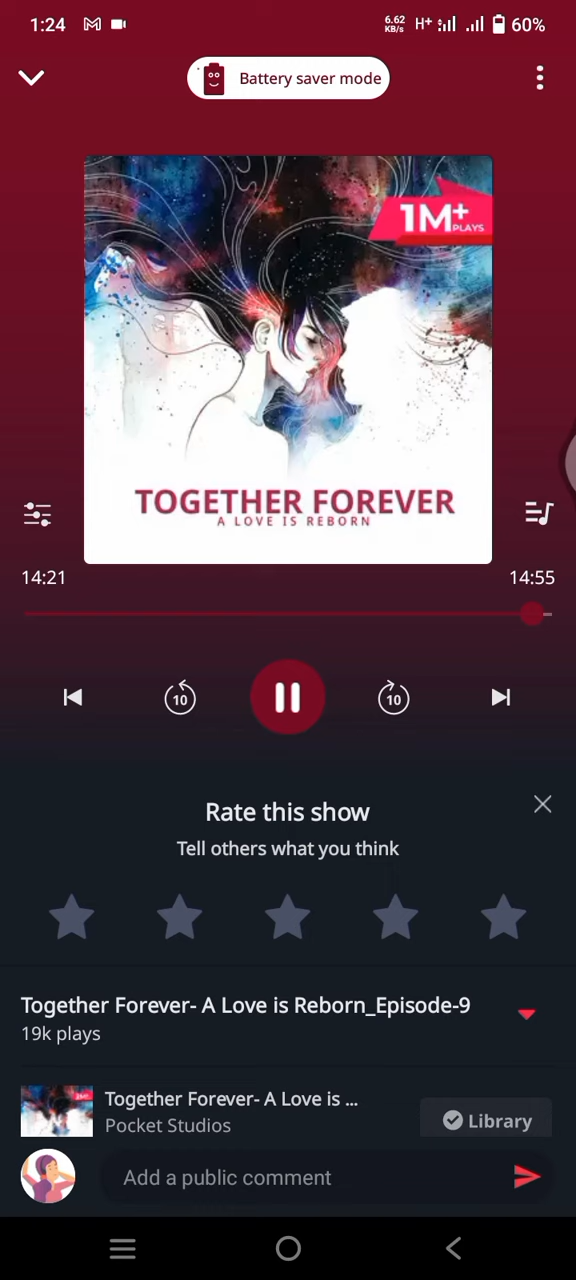 1:24
6.62 KB/s H+ 60%
Battery saver mode
1M+
PLAYS
TOGETHER FOREVER
A LOVE IS REBORN
14:21
14:55
10
10
Rate this show
Tell others what you think
Together Forever- A Love is Reborn_Episode-9
19k plays
Together Forever- A Love is ...
Pocket Studios
Library
Add a public comment